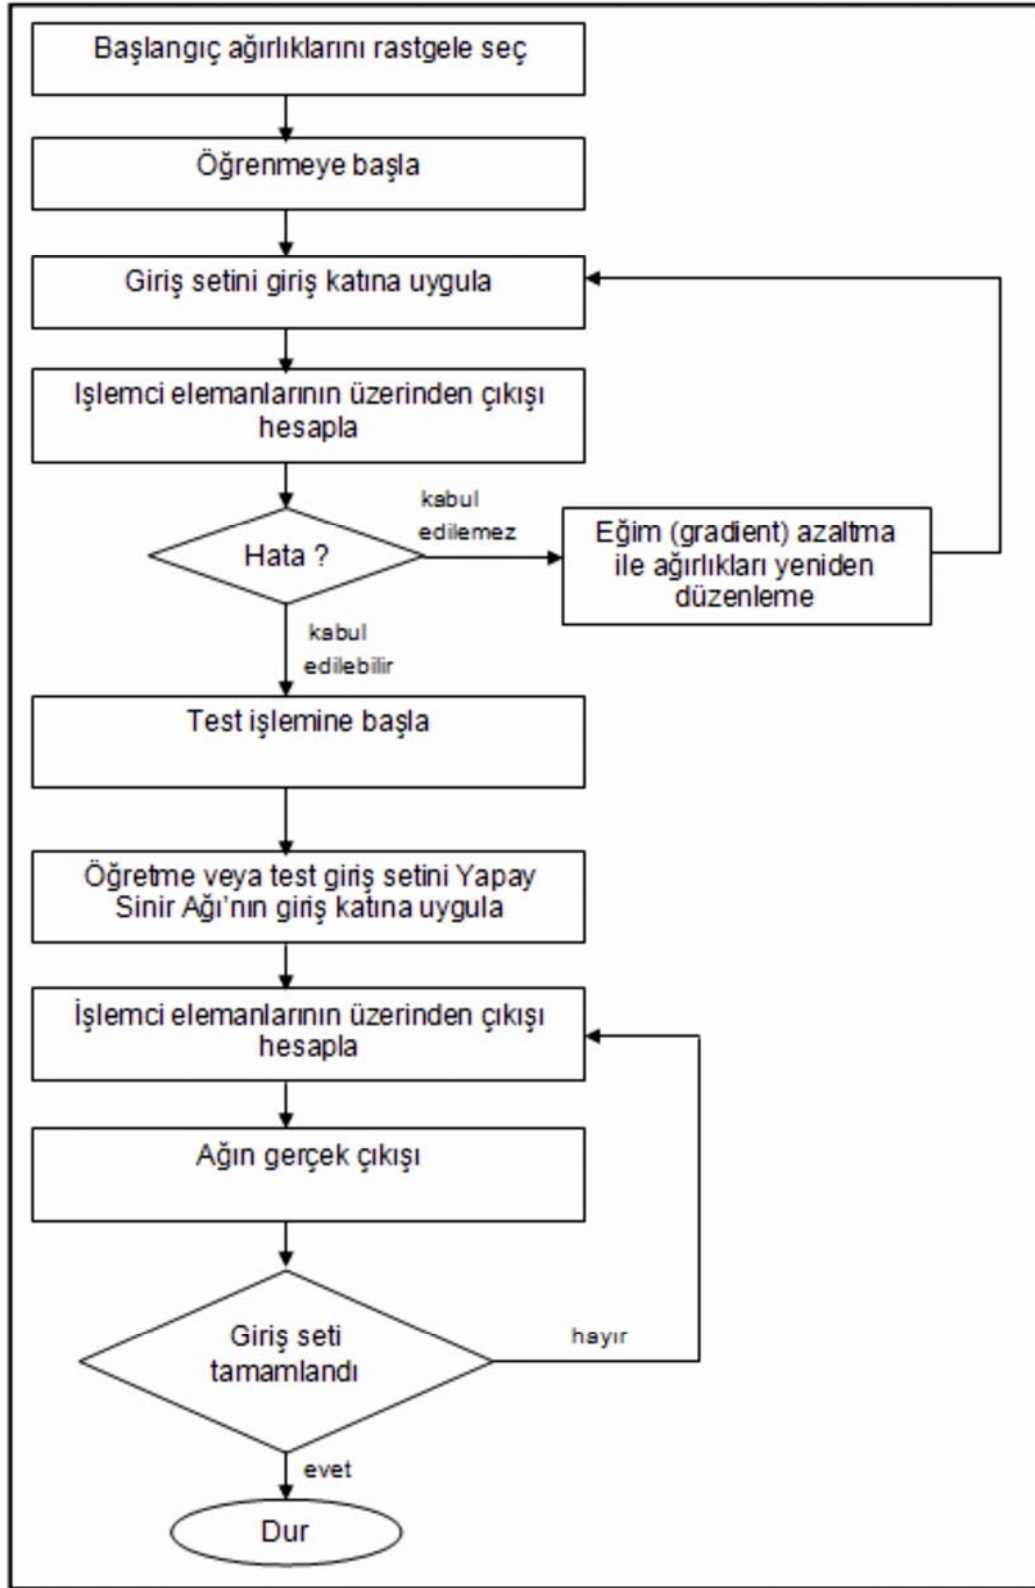 Başlangıç ağırlıklarını rastgele seç
Öğrenmeye başla
Giriş setini giriş katına uygula
Işlemci elemanlarının üzerinden çıkışı
hesapla
Hata ?
kabul
edilemez
Eğim (gradient) azaltma
ile ağırlıkları yeniden
düzenleme
kabul
edilebilir
Test işlemine başla
Öğretme veya test giriş setini Yapay
Sinir Ağı'nın giriş katına uygula
İşlemci elemanlarının üzerinden çıkışı
hesapla
Ağın gerçek çıkışı
Giriş seti
tamamlandı
hayır
evet
Dur